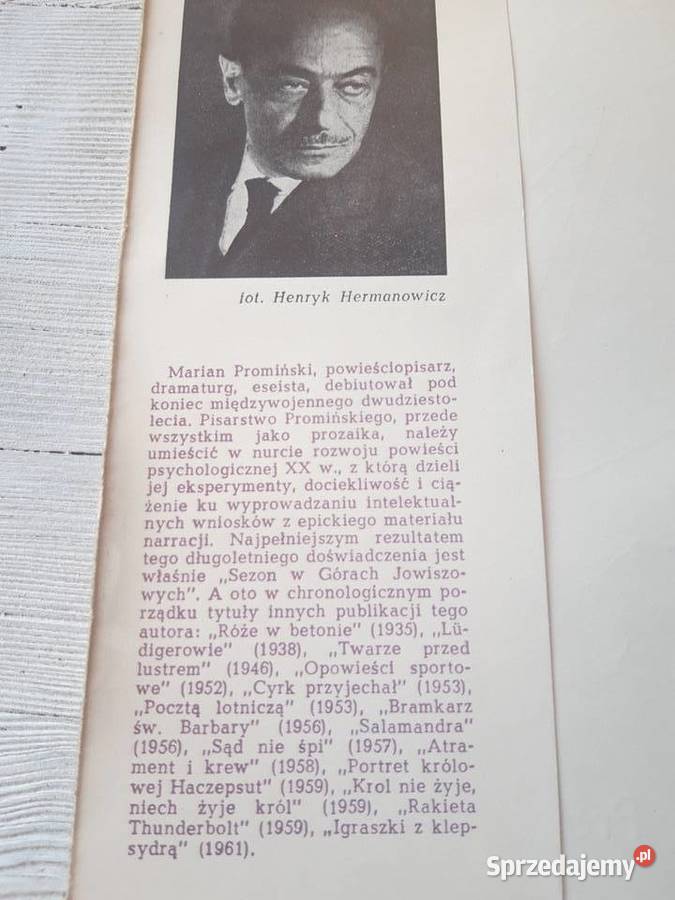 fot. Henryk Hermanowicz
Marian Promiński, powieściopisarz,
dramaturg, eseista, debiutował pod
koniec międzywojennego dwudziesto-
lecia. Pisarstwo Promińskiego, przede
wszystkim jako prozaika, należy
umieścić w nurcie rozwoju powieści
psychologicznej XX w., z którą dzieli
jej eksperymenty, dociekliwość i cią-
żenie ku wyprowadzaniu intelektual-
nych wniosków z epickiego materiału
narracji. Najpełniejszym rezultatem
tego długoletniego doświadczenia jest
właśnie „Sezon w Górach Jowiszo-
wych". A oto w chronologicznym po-
rządku tytuły innych publikacji tego
autora: „Róże w betonie" (1935), „Lü-
digerowie" (1938), „Twarze przed
lustrem" (1946), „Opowieści sporto-
we" (1952), „Cyrk przyjechał" (1953),
„Pocztą lotniczą" (1953), „Bramkarz
św. Barbary" (1956), „Salamandra"
(1956), „Sąd nie śpi" (1957), „Atra-
ment i krew" (1958), „Portret królo-
wej Haczepsut" (1959), „Krol nie żyje,
niech żyje król" (1959), „Rakieta
Thunderbolt" (1959), „Igraszki z klep-
sydrą" (1961).
Sprzedajemy.pl